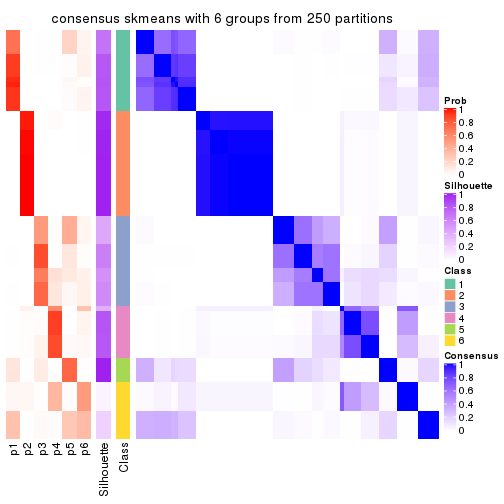 consensus skmeans with 6 groups from 250 partitions
Prob
1
0.8
0.6
0.4
0.2
0
Silhouette
1
0.8
0.6
0.4
0.2
0
Class
1
2
3
4
5
6
Consensus
1
0.8
0.6
0.4
0.2
0
p1
p2
p3
p4
p5
p6
Silhouette
Class